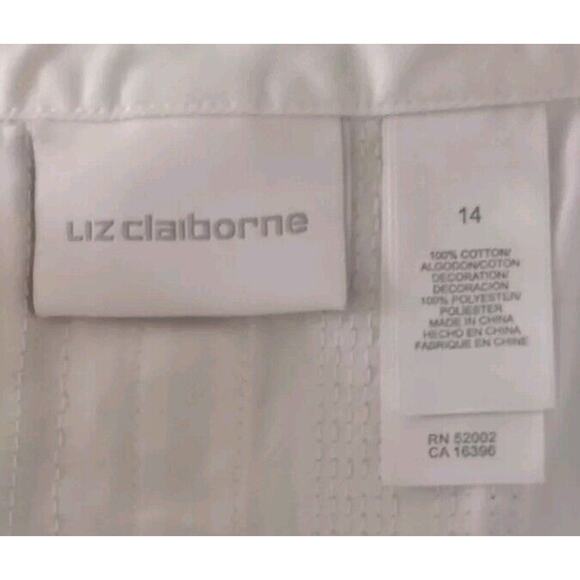 Liz claiborne
14
100% COTTON/
ALGODON/COTON
DECORATION/
DECORACION
100% POLYESTER/
POLIESTER
MADE IN CHINA
HECHO EN CHINA
FABRIQUE EN CHINE
RN 52002
CA 16396